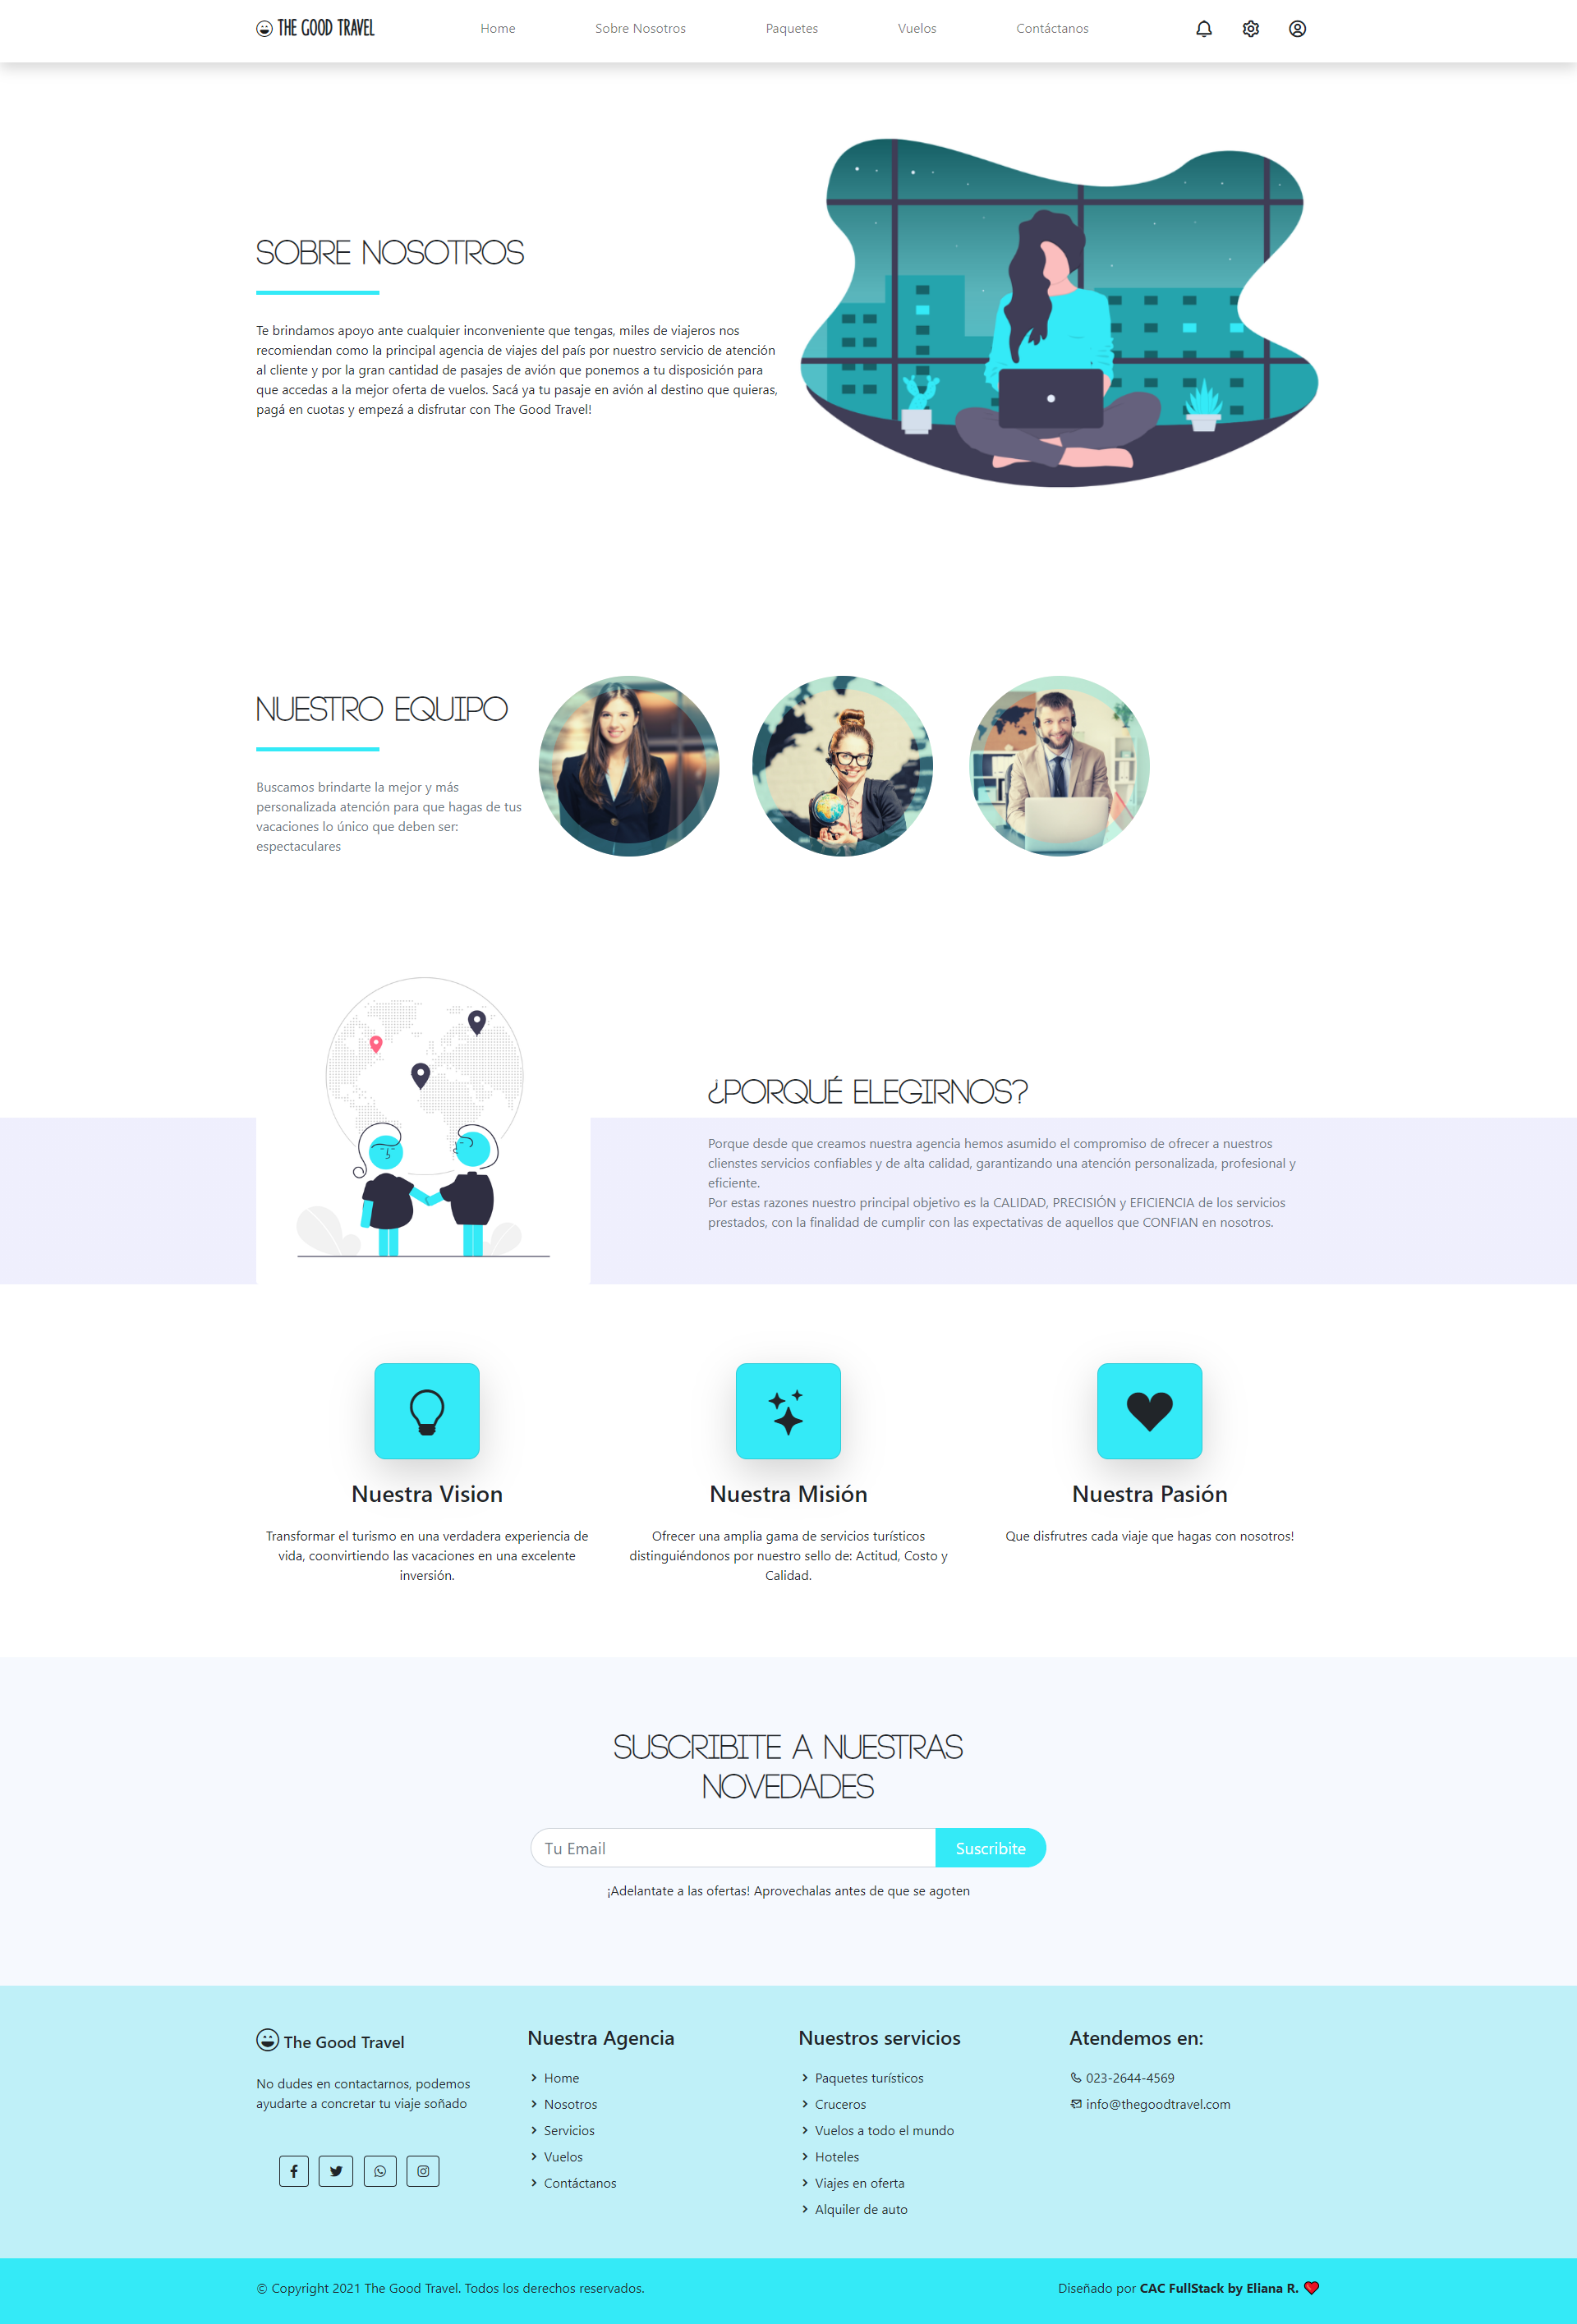 THE GOOD TRAVEL
Home
Sobre Nosotros
Paquetes
Vuelos
Contáctanos
SOBRE NOSOTROS
Te brindamos apoyo ante cualquier inconveniente que tengas, miles de viajeros nos
recomiendan como la principal agencia de viajes del país por nuestro servicio de atención
al cliente y por la gran cantidad de pasajes de avión que ponemos a tu disposición para
que accedas a la mejor oferta de vuelos. Sacá ya tu pasaje en avión al destino que quieras,
pagá en cuotas y empezá a disfrutar con The Good Travel!
NUESTRO EQUIPO
Buscamos brindarte la mejor y más
personalizada atención para que hagas de tus
vacaciones lo único que deben ser:
espectaculares
¿PORQUÉ ELEGIRNOS?
Porque desde que creamos nuestra agencia hemos asumido el compromiso de ofrecer a nuestros
clienstes servicios confiables y de alta calidad, garantizando una atención personalizada, profesional y
eficiente.
Por estas razones nuestro principal objetivo es la CALIDAD, PRECISIÓN y EFICIENCIA de los servicios
prestados, con la finalidad de cumplir con las expectativas de aquellos que CONFIAN en nosotros.
Nuestra Vision
Transformar el turismo en una verdadera experiencia de
vida, coonvirtiendo las vacaciones en una excelente
inversión.
Nuestra Misión
Ofrecer una amplia gama de servicios turísticos
distinguiéndonos por nuestro sello de: Actitud, Costo y
Calidad.
Nuestra Pasión
Que disfrutres cada viaje que hagas con nosotros!
SUSCRIBITE A NUESTRAS
NOVEDADES
Tu Email
Suscribite
¡Adelantate a las ofertas! Aprovechalas antes de que se agoten
The Good Travel
No dudes en contactarnos, podemos
ayudarte a concretar tu viaje soñado
Nuestra Agencia
Home
Nosotros
Servicios
Vuelos
Contáctanos
Nuestros servicios
Paquetes turísticos
Cruceros
Vuelos a todo el mundo
Hoteles
Viajes en oferta
Alquiler de auto
Atendemos en:
023-2644-4569
info@thegoodtravel.com
© Copyright 2021 The Good Travel. Todos los derechos reservados.
Diseñado por CAC FullStack by Eliana R.